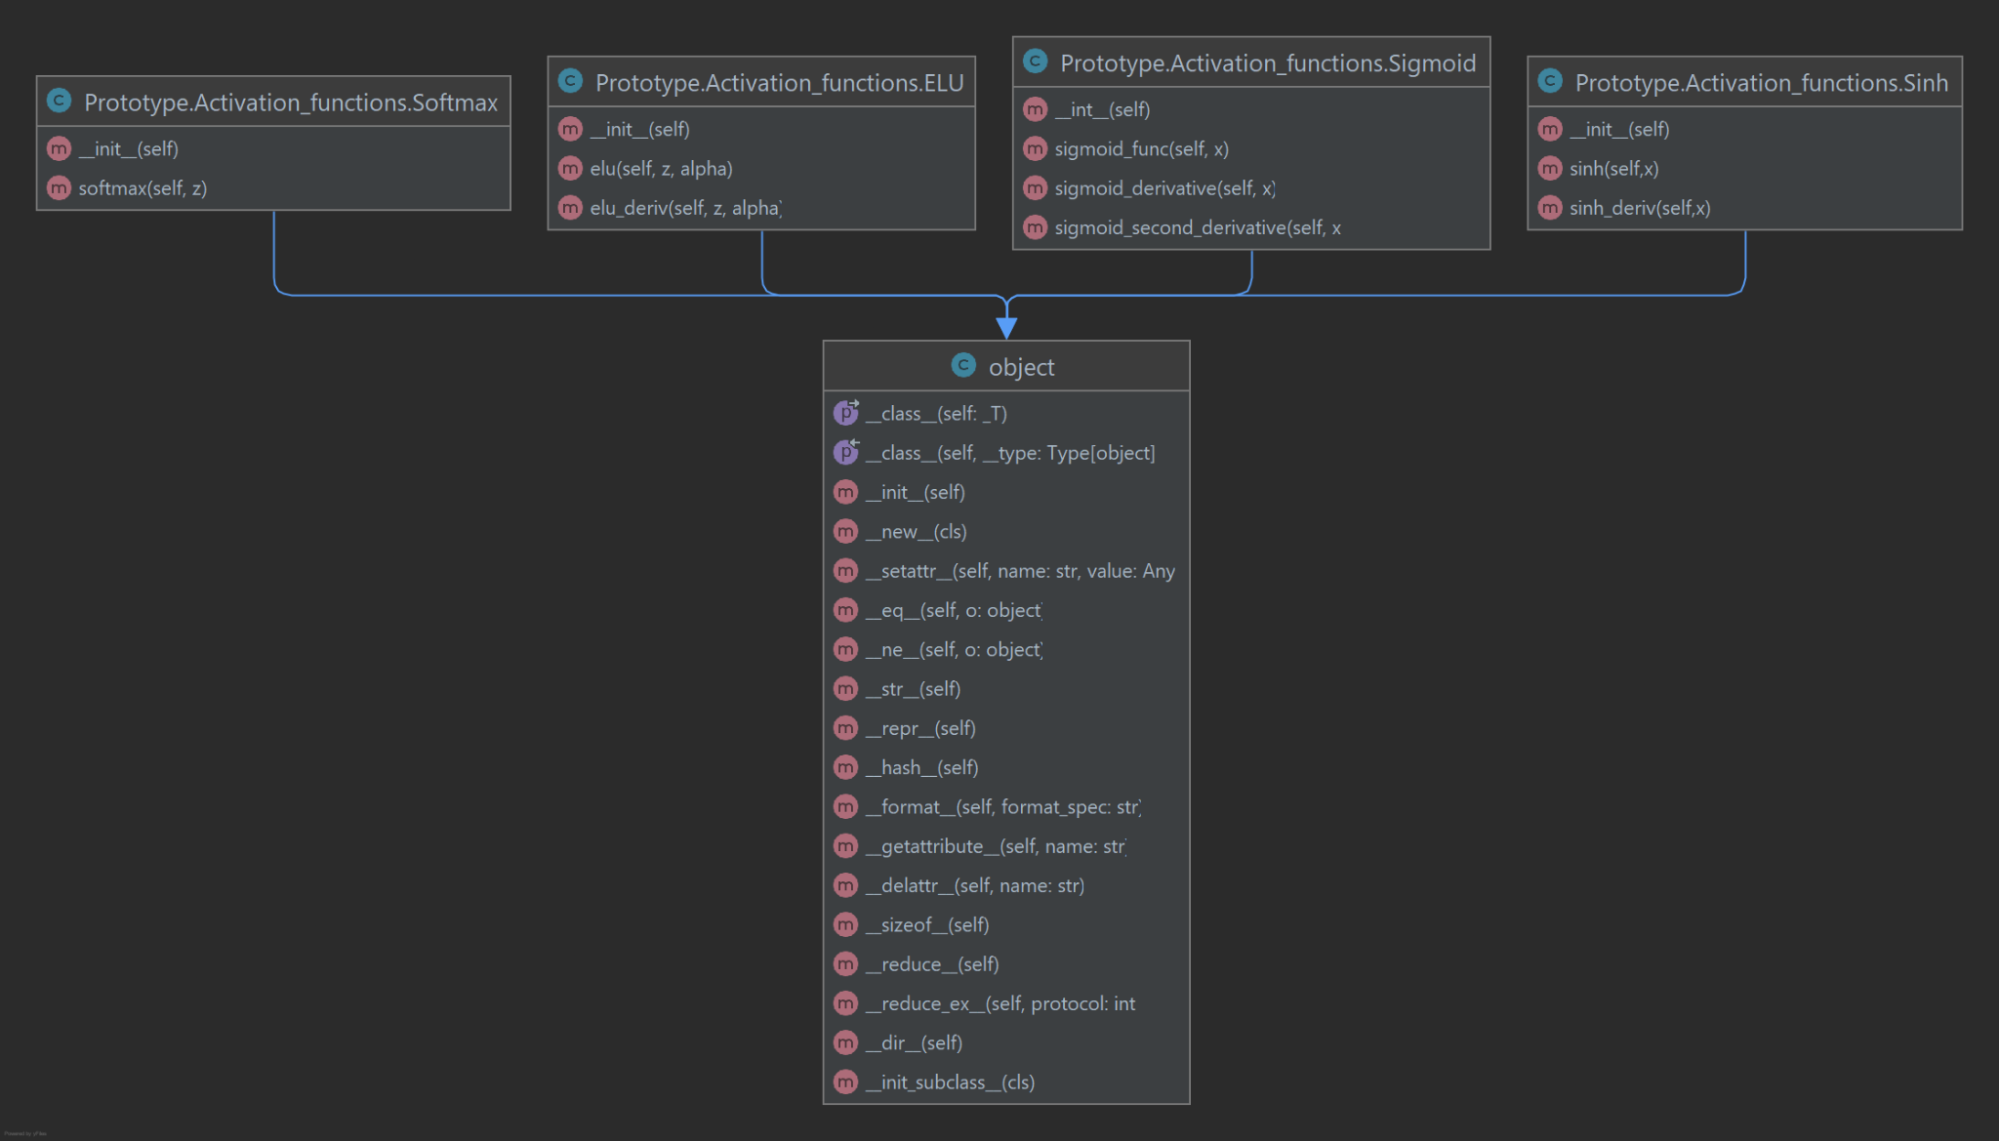 Prototype.Activation_functions.Softmax
__init__(self)
softmax(self, z)
Prototype.Activation_functions.ELU
__init__(self)
elu(self, z, alpha)
elu_deriv(self, z, alpha)
Prototype.Activation_functions.Sigmoid
__int__(self)
sigmoid_func(self, x)
sigmoid_derivative(self, x)
sigmoid_second_derivative(self, x
Prototype.Activation_functions.Sinh
__init__(self)
sinh(self,x)
sinh_deriv(self,x)
object
__class__(self: _T)
__class__(self, __type: Type[object]
__init__(self)
__new__(cls)
__setattr__(self, name: str, value: Any
__eq__(self, o: object)
__ne__(self, o: object)
__str__(self)
__repr__(self)
__hash__(self)
__format__(self, format_spec: str)
__getattribute__(self, name: str)
__delattr__(self, name: str)
__sizeof__(self)
__reduce__(self)
__reduce_ex__(self, protocol: int
__dir__(self)
__init_subclass__(cls)
Powered by yFiles